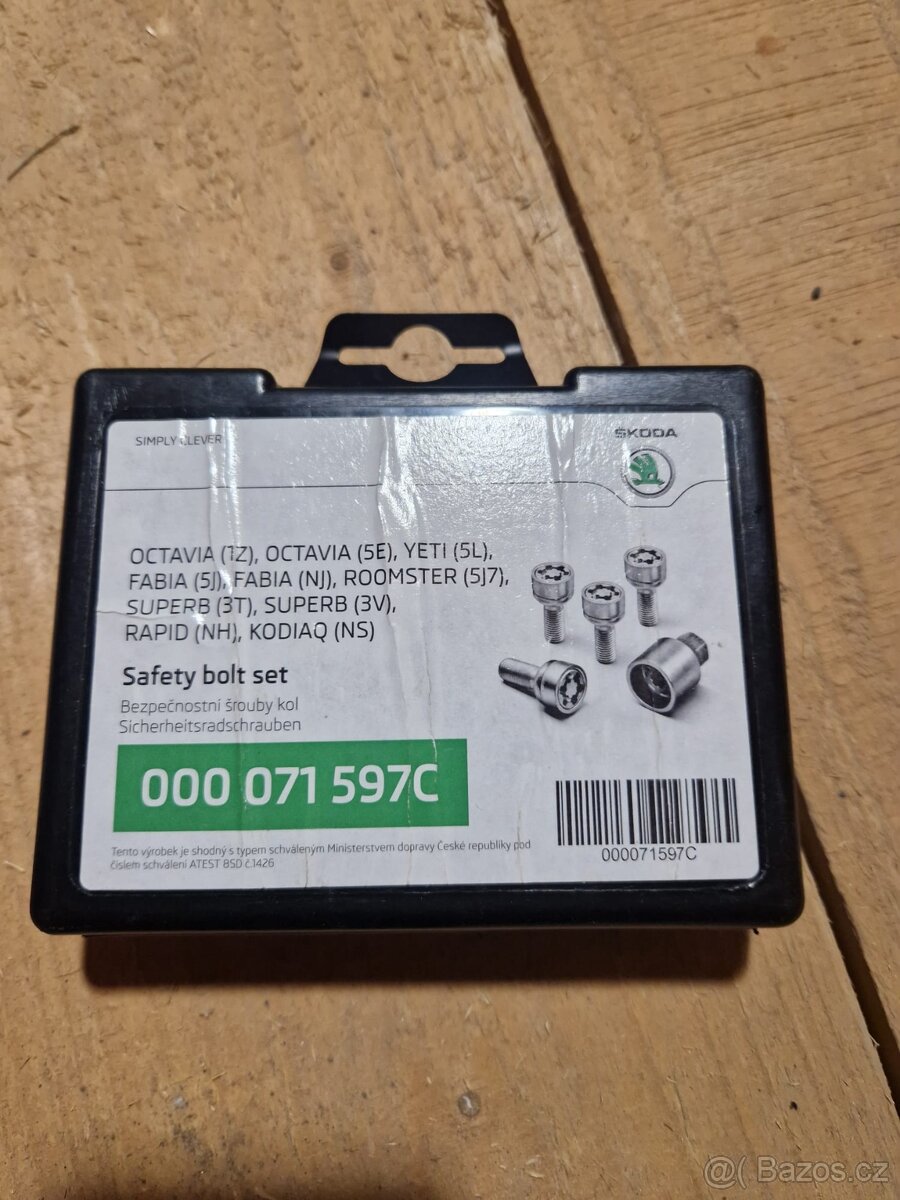 SIMPLY CLEVER
ŠKODA
OCTAVIA (1Z), OCTAVIA (5E), YETI (5L),
FABIA (5J), FABIA (NJ), ROOMSTER (5J7),
SUPERB (3T), SUPERB (3V),
RAPID (NH), KODIAQ (NS)
Safety bolt set
Bezpečnostní šrouby kol
Sicherheitsradschrauben
000 071 597C
000071597C
Tento výrobek je shodný s typem schváleným Ministerstvem dopravy České republiky pod
číslem schválení ATEST 8SD č.1426
@( Bazos.cz